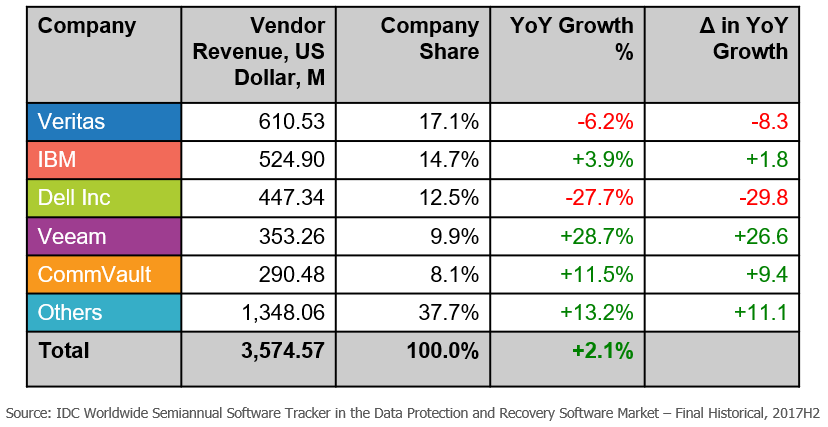 Company Vendor Revenue, US Dollar, M Company Share YoY Growth % Δ in YoY Growth
Veritas 610.53 17.1% -6.2% -8.3
IBM 524.90 14.7% +3.9% +1.8
Dell Inc 447.34 12.5% -27.7% -29.8
Veeam 353.26 9.9% +28.7% +26.6
CommVault 290.48 8.1% +11.5% +9.4
Others 1,348.06 37.7% +13.2% +11.1
Total 3,574.57 100.0% +2.1%
Source: IDC Worldwide Semiannual Software Tracker in the Data Protection and Recovery Software Market – Final Historical, 2017H2